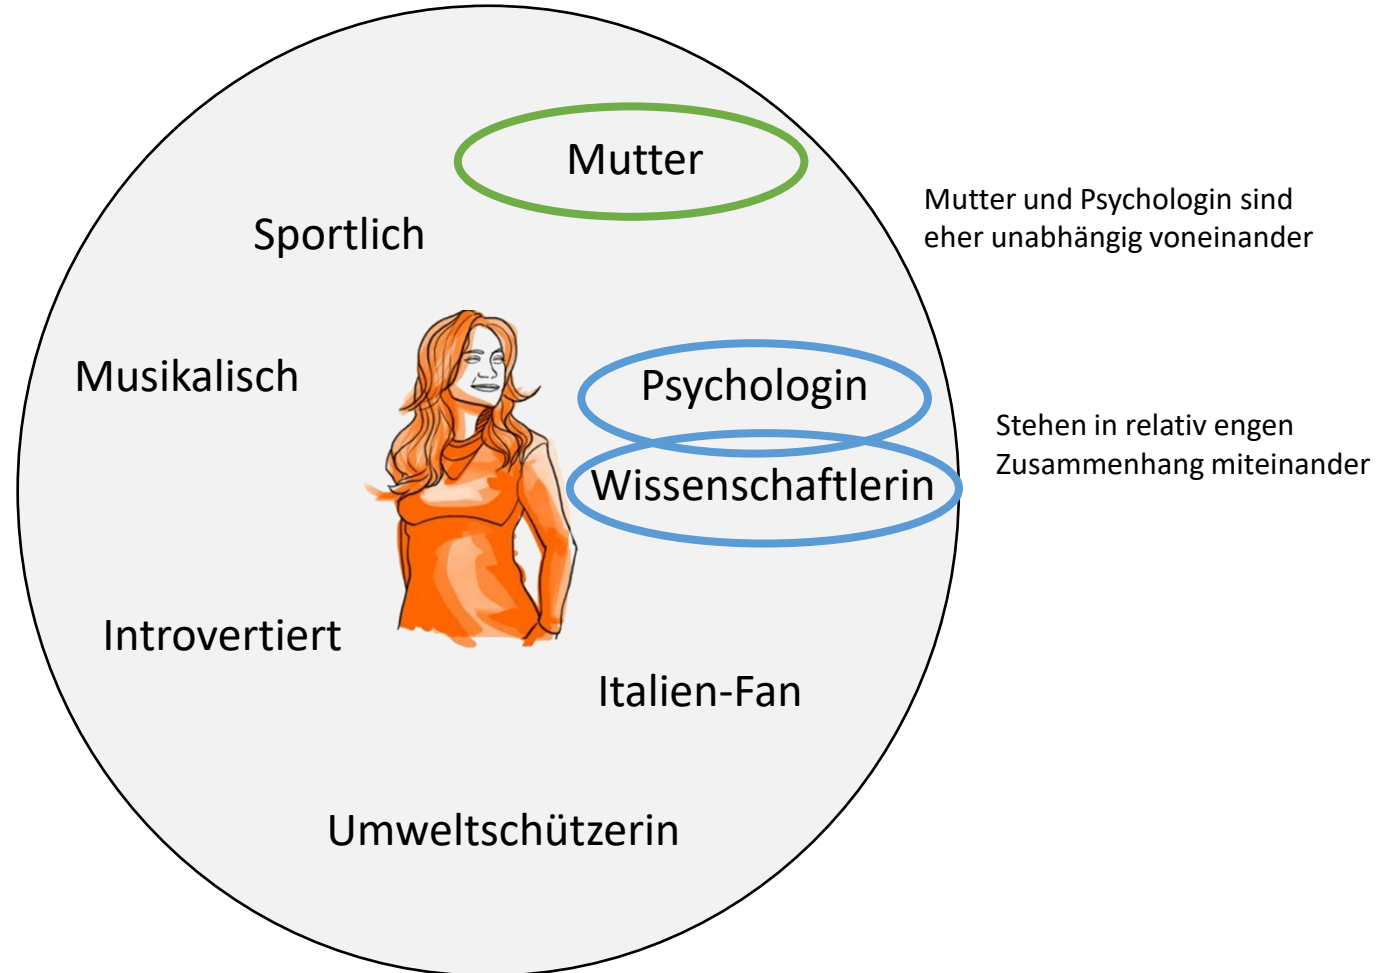 Mutter
Mutter und Psychologin sind
eher unabhängig voneinander
Sportlich
Musikalisch
Psychologin
Stehen in relativ engen
Zusammenhang miteinander
Wissenschaftlerin
Introvertiert
Italien-Fan
Umweltschützerin